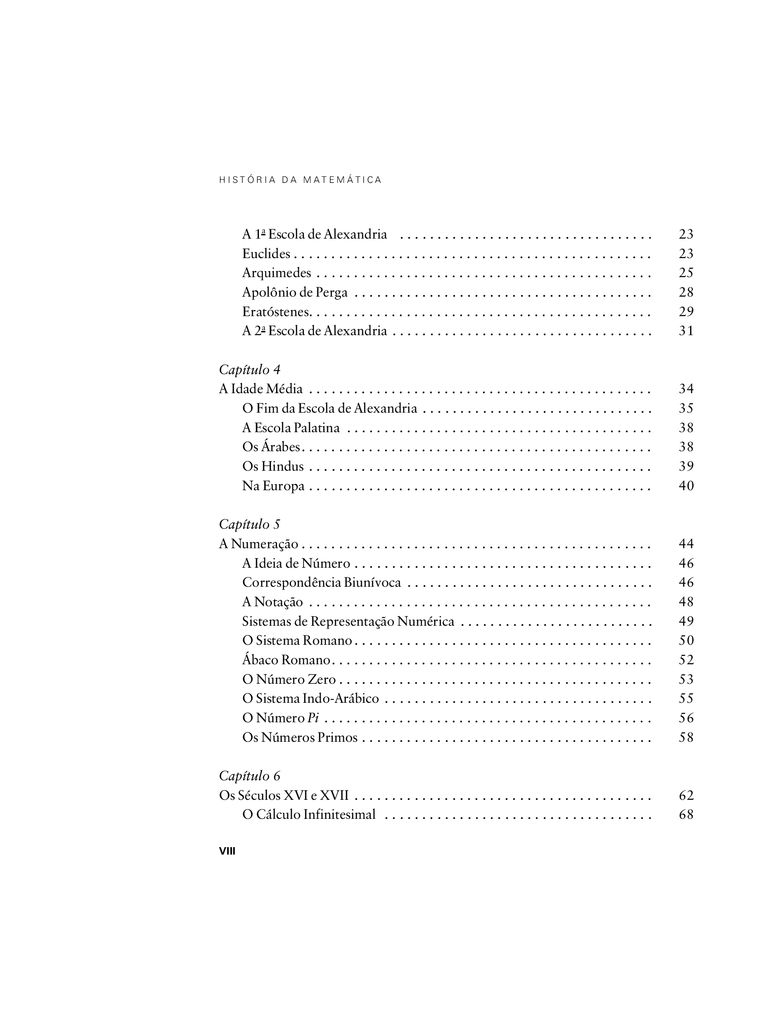 HISTÓRIA DA MATEMÁTICA
A 1ª Escola de Alexandria . . . . . . . . . . . . . . . . . . . . . . . . . . . . . . . . . . 23
Euclides . . . . . . . . . . . . . . . . . . . . . . . . . . . . . . . . . . . . . . . . . . . . . . . . 23
Arquimedes . . . . . . . . . . . . . . . . . . . . . . . . . . . . . . . . . . . . . . . . . . . . . 25
Apolônio de Perga . . . . . . . . . . . . . . . . . . . . . . . . . . . . . . . . . . . . . . . . 28
Eratóstenes. . . . . . . . . . . . . . . . . . . . . . . . . . . . . . . . . . . . . . . . . . . . . . 29
A 2ª Escola de Alexandria . . . . . . . . . . . . . . . . . . . . . . . . . . . . . . . . . . . 31
Capítulo 4
A Idade Média . . . . . . . . . . . . . . . . . . . . . . . . . . . . . . . . . . . . . . . . . . . . . . 34
O Fim da Escola de Alexandria . . . . . . . . . . . . . . . . . . . . . . . . . . . . . . . 35
A Escola Palatina . . . . . . . . . . . . . . . . . . . . . . . . . . . . . . . . . . . . . . . . . 38
Os Árabes. . . . . . . . . . . . . . . . . . . . . . . . . . . . . . . . . . . . . . . . . . . . . . . 38
Os Hindus . . . . . . . . . . . . . . . . . . . . . . . . . . . . . . . . . . . . . . . . . . . . . . 39
Na Europa . . . . . . . . . . . . . . . . . . . . . . . . . . . . . . . . . . . . . . . . . . . . . . 40
Capítulo 5
A Numeração . . . . . . . . . . . . . . . . . . . . . . . . . . . . . . . . . . . . . . . . . . . . . . . 44
A Ideia de Número . . . . . . . . . . . . . . . . . . . . . . . . . . . . . . . . . . . . . . . . 46
Correspondência Biunívoca . . . . . . . . . . . . . . . . . . . . . . . . . . . . . . . . . 46
A Notação . . . . . . . . . . . . . . . . . . . . . . . . . . . . . . . . . . . . . . . . . . . . . . 48
Sistemas de Representação Numérica . . . . . . . . . . . . . . . . . . . . . . . . . . 49
O Sistema Romano . . . . . . . . . . . . . . . . . . . . . . . . . . . . . . . . . . . . . . . . 50
Ábaco Romano. . . . . . . . . . . . . . . . . . . . . . . . . . . . . . . . . . . . . . . . . . . 52
O Número Zero . . . . . . . . . . . . . . . . . . . . . . . . . . . . . . . . . . . . . . . . . . 53
O Sistema Indo-Arábico . . . . . . . . . . . . . . . . . . . . . . . . . . . . . . . . . . . . 55
O Número Pi . . . . . . . . . . . . . . . . . . . . . . . . . . . . . . . . . . . . . . . . . . . . 56
Os Números Primos . . . . . . . . . . . . . . . . . . . . . . . . . . . . . . . . . . . . . . . 58
Capítulo 6
Os Séculos XVI e XVII . . . . . . . . . . . . . . . . . . . . . . . . . . . . . . . . . . . . . . . . 62
O Cálculo Infinitesimal . . . . . . . . . . . . . . . . . . . . . . . . . . . . . . . . . . . . 68
VIII